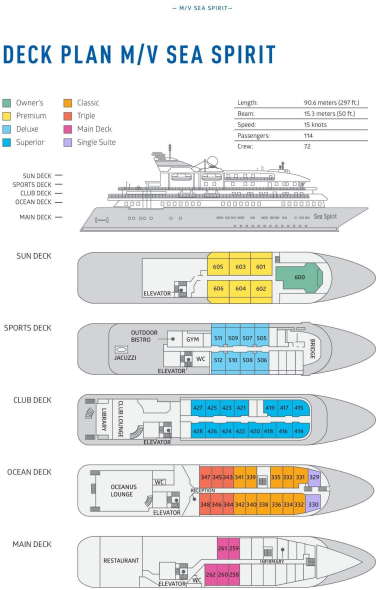 — M/V SEA SPIRIT—
DECK PLAN M/V SEA SPIRIT
Owner's
Premium
Deluxe
Superior
Classic
Triple
Main Deck
Single Suite
Length: 90.6 meters (297 ft.)
Beam: 15.3 meters (50 ft.)
Speed: 15 knots
Passengers: 114
Crew: 72
SUN DECK
SPORTS DECK
CLUB DECK
OCEAN DECK
MAIN DECK
Sea Spirit
SUN DECK
605 603 601
600
606 604 602
ELEVATOR
SPORTS DECK
OUTDOOR
BISTRO
GYM
511 509 507 505
BRIDGE
JACUZZI
WC
512 510 508 506
ELEVATOR
CLUB DECK
LIBRARY
CLUB LOUNGE
427 425 423 421 419 417 415
428 426 424 422 420 418 416 414
ELEVATOR
OCEAN DECK
OCEANUS
LOUNGE
WC
347 345 343 341 339 335 333 331 329
RECEPTION
348 346 344 342 340 338 336 334 332 330
ELEVATOR
MAIN DECK
RESTAURANT
261 259
INFIRMARY
262 260 258
WC
ELEVATOR